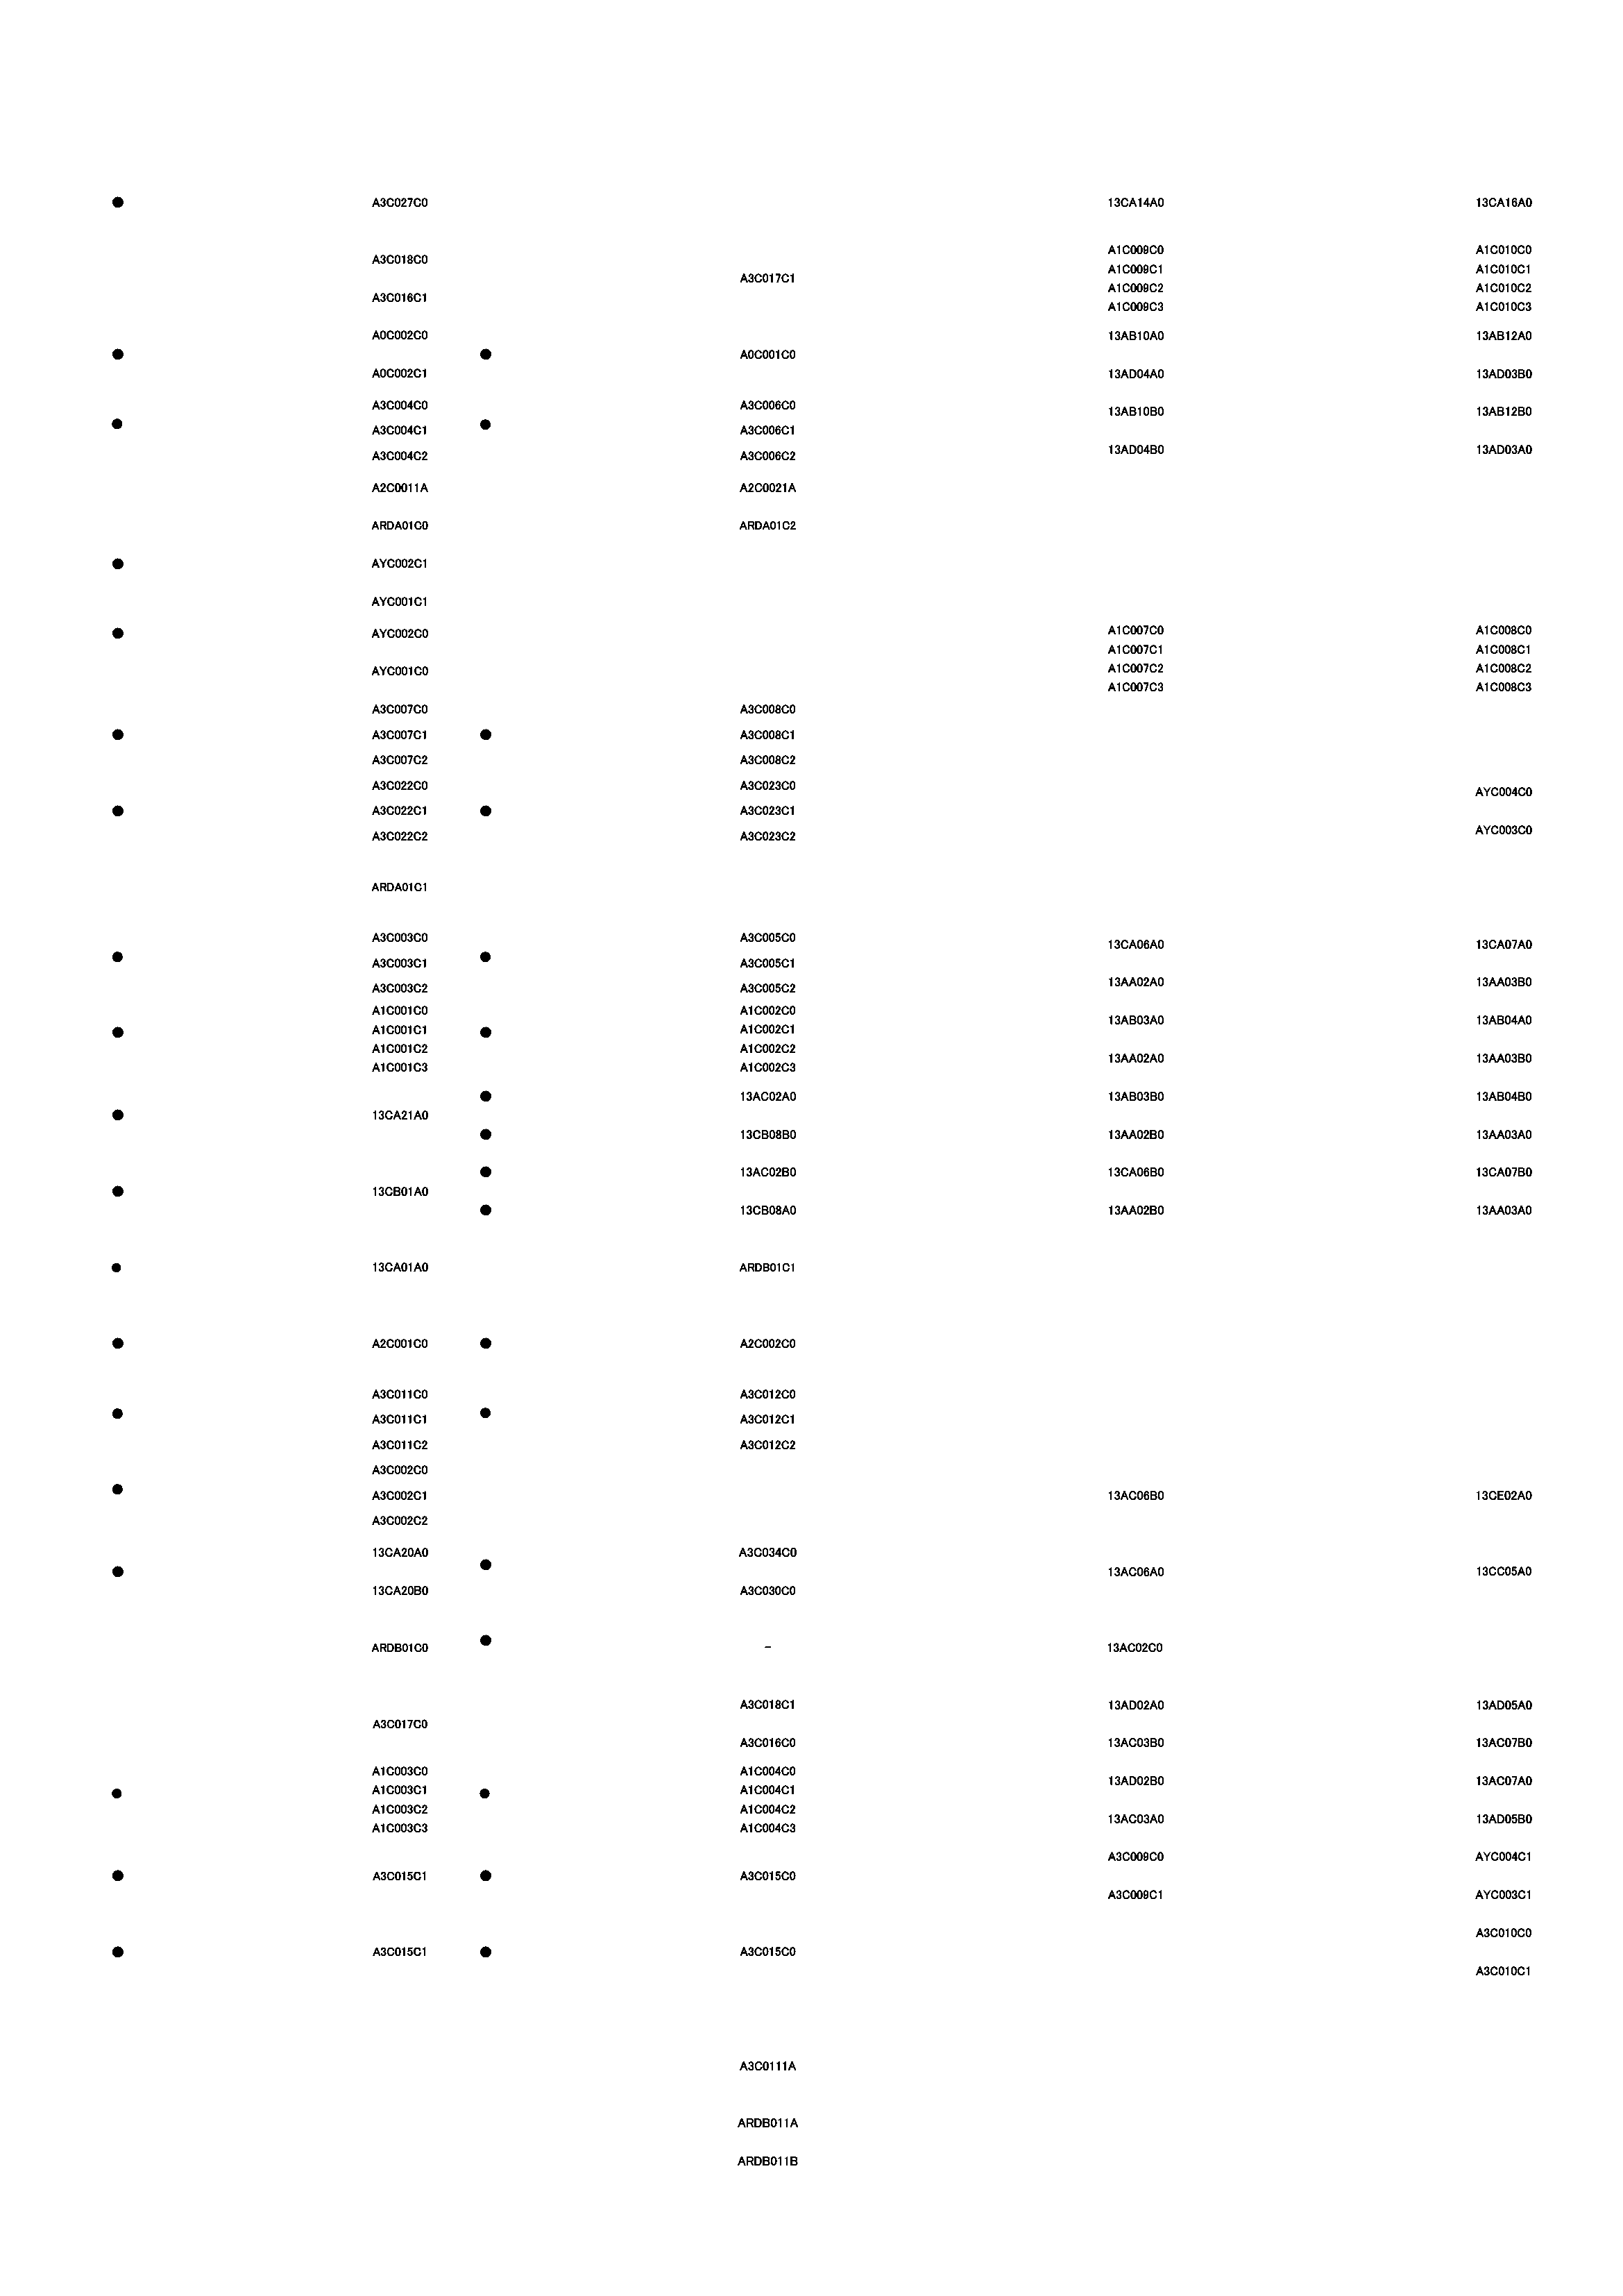 ● A3C027C0 13CA14A0 13CA16A0
A1C009C0 A1C010C0
A3C018C0
A1C009C1 A1C010C1
A3C017C1
A1C009C2 A1C010C2
A3C016C1
A1C009C3 A1C010C3
A0C002C0 13AB10A0 13AB12A0
● ● A0C001C0
A0C002C1 13AD04A0 13AD03B0
A3C004C0 A3C006C0
13AB10B0 13AB12B0
● A3C004C1 ● A3C006C1
13AD04B0 13AD03A0
A3C004C2 A3C006C2
A2C0011A A2C0021A
ARDA01C0 ARDA01C2
● AYC002C1
AYC001C1
● AYC002C0 A1C007C0 A1C008C0
A1C007C1 A1C008C1
AYC001C0 A1C007C2 A1C008C2
A1C007C3 A1C008C3
A3C007C0 A3C008C0
● A3C007C1 ● A3C008C1
A3C007C2 A3C008C2
A3C022C0 A3C023C0
AYC004C0
● A3C022C1 ● A3C023C1
AYC003C0
A3C022C2 A3C023C2
ARDA01C1
A3C003C0 A3C005C0
13CA06A0 13CA07A0
● A3C003C1 ● A3C005C1
13AA02A0 13AA03B0
A3C003C2 A3C005C2
A1C001C0 A1C002C0
13AB03A0 13AB04A0
● A1C001C1 ● A1C002C1
A1C001C2 A1C002C2
13AA02A0 13AA03B0
A1C001C3 A1C002C3
● 13AC02A0 13AB03B0 13AB04B0
● 13CA21A0
● 13CB08B0 13AA02B0 13AA03A0
● 13AC02B0 13CA06B0 13CA07B0
● 13CB01A0
● 13CB08A0 13AA02B0 13AA03A0
● 13CA01A0 ARDB01C1
● A2C001C0 ● A2C002C0
A3C011C0 A3C012C0
● A3C011C1 ● A3C012C1
A3C011C2 A3C012C2
A3C002C0
● A3C002C1 13AC06B0 13CE02A0
A3C002C2
13CA20A0 ● A3C034C0
● 13AC06A0 13CC05A0
13CA20B0 A3C030C0
ARDB01C0 ● - 13AC02C0
A3C018C1 13AD02A0 13AD05A0
A3C017C0
A3C016C0 13AC03B0 13AC07B0
A1C003C0 A1C004C0
13AD02B0 13AC07A0
● A1C003C1 ● A1C004C1
A1C003C2 A1C004C2
13AC03A0 13AD05B0
A1C003C3 A1C004C3
A3C009C0 AYC004C1
● A3C015C1 ● A3C015C0
A3C009C1 AYC003C1
A3C010C0
● A3C015C1 ● A3C015C0
A3C010C1
A3C0111A
ARDB011A
ARDB011B